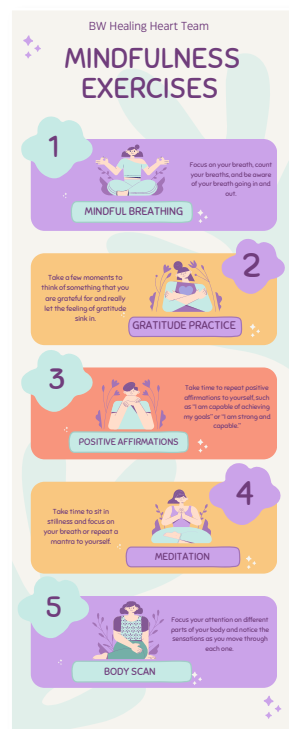 BW Healing Heart Team
MINDFULNESS
EXERCISES
1
Focus on your breath, count
your breaths, and be aware
of your breath going in and
out.
MINDFUL BREATHING
2
Take a few moments to
think of something that you
are grateful for and really
let the feeling of gratitude
sink in.
GRATITUDE PRACTICE
3
Take time to repeat positive
affirmations to yourself, such
as "I am capable of achieving
my goals" or "I am strong and
capable."
POSITIVE AFFIRMATIONS
4
Take time to sit in
stillness and focus on
your breath or repeat a
mantra to yourself.
MEDITATION
5
Focus your attention on different
parts of your body and notice the
sensations as you move through
each one.
BODY SCAN